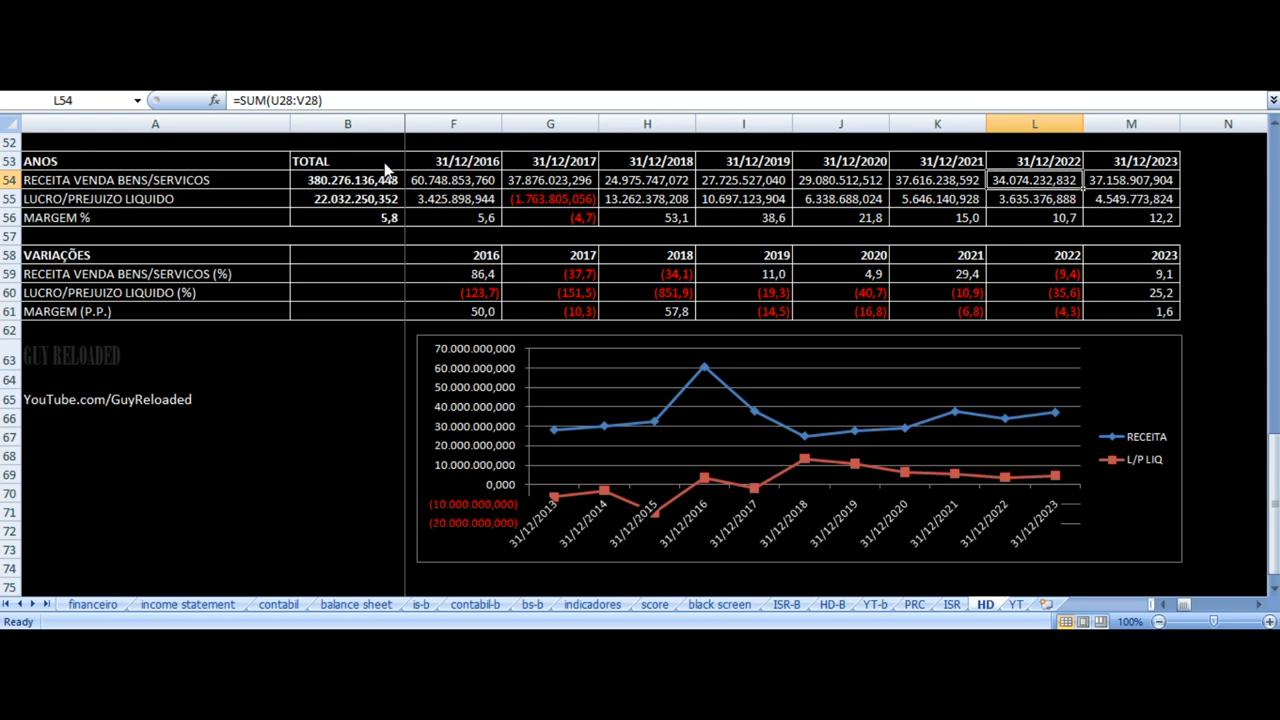 L54 fx =SUM(U28:V28)
A B F G H I J K L M N
52
53 ANOS TOTAL 31/12/2016 31/12/2017 31/12/2018 31/12/2019 31/12/2020 31/12/2021 31/12/2022 31/12/2023
54 RECEITA VENDA BENS/SERVICOS 380.276.136,448 60.748.853,760 37.876.023,296 24.975.747,072 27.725.527,040 29.080.512,512 37.616.238,592 34.074.232,832 37.158.907,904
55 LUCRO/PREJUIZO LIQUIDO 22.032.250,352 3.425.898,944 (1.763.805,056) 13.262.378,208 10.697.123,904 6.338.688,024 5.646.140,928 3.635.376,888 4.549.773,824
56 MARGEM % 5,8 5,6 (4,7) 53,1 38,6 21,8 15,0 10,7 12,2
57
58 VARIAÇÕES 2016 2017 2018 2019 2020 2021 2022 2023
59 RECEITA VENDA BENS/SERVICOS (%) 86,4 (37,7) (34,1) 11,0 4,9 29,4 (9,4) 9,1
60 LUCRO/PREJUIZO LIQUIDO (%) (123,7) (151,5) (851,9) (19,3) (40,7) (10,9) (35,6) 25,2
61 MARGEM (P.P.) 50,0 (10,3) 57,8 (14,5) (16,8) (6,8) (4,3) 1,6
62
63 GUY RELOADED
64
65 YouTube.com/GuyReloaded
66
67
68
69
70
71
72
73
74
75
70.000.000,000
60.000.000,000
50.000.000,000
40.000.000,000
30.000.000,000
20.000.000,000
10.000.000,000
0,000
(10.000.000,000)
(20.000.000,000)
31/12/2013 31/12/2014 31/12/2015 31/12/2016 31/12/2017 31/12/2018 31/12/2019 31/12/2020 31/12/2021 31/12/2022 31/12/2023
RECEITA
L/P LIQ
financeiro income statement contabil balance sheet is-b contabil-b bs-b indicadores score black screen ISR-B HD-B YT-b PRC ISR HD YT
Ready 100%